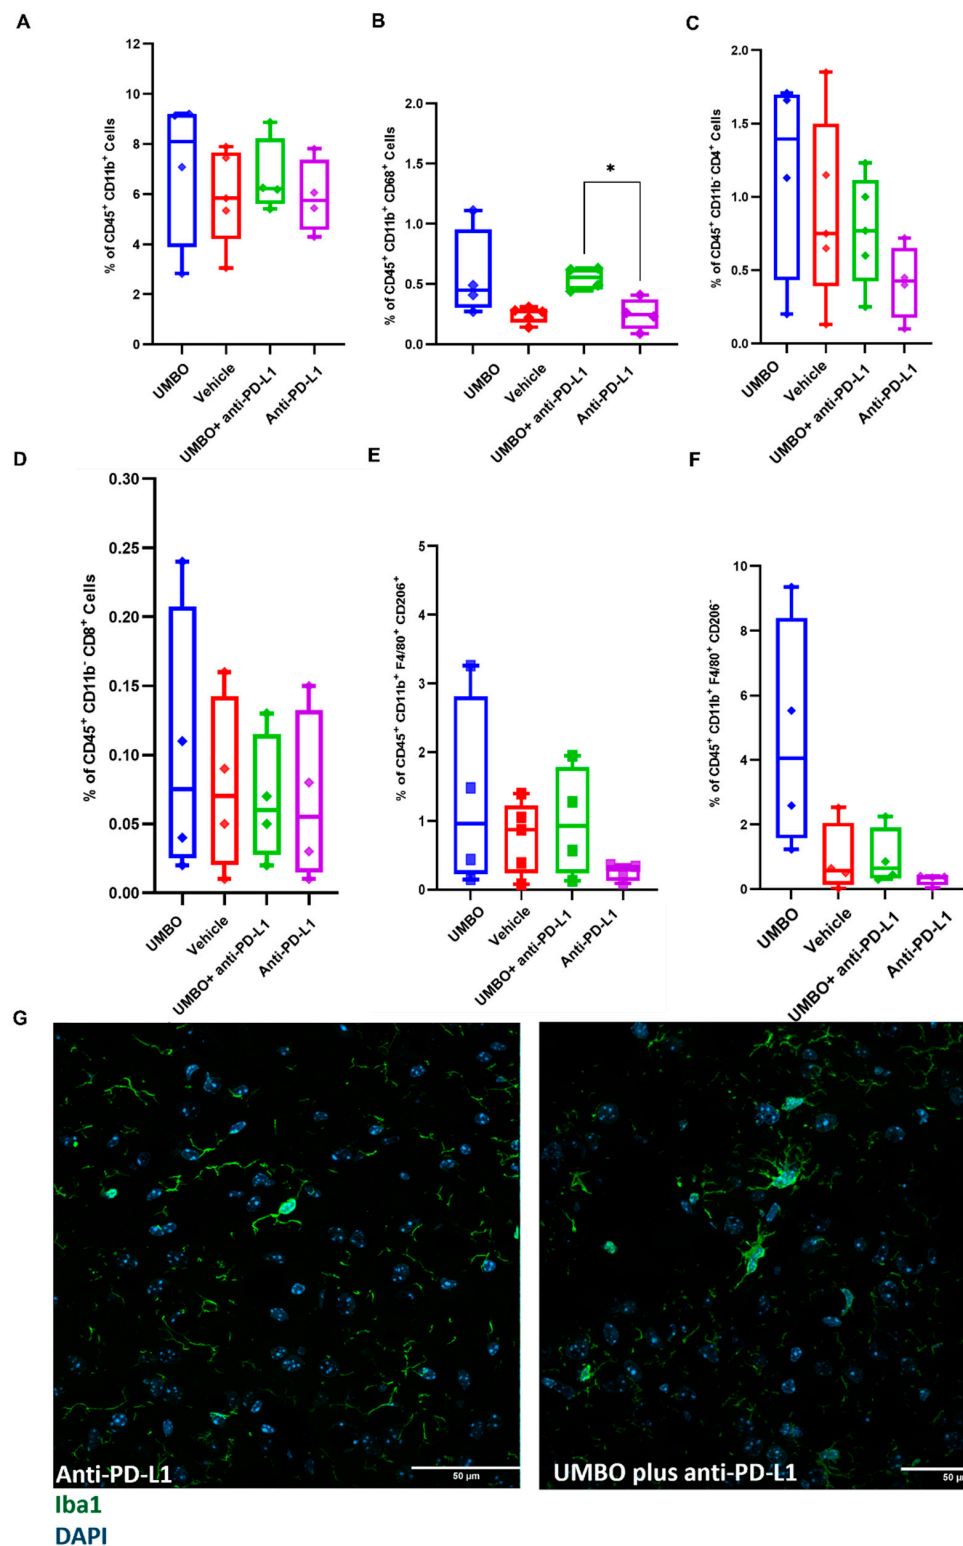 A
% of CD45+ CD11b+ Cells
12
10
8
6
4
2
0
UMBO
Vehicle
UMBO+ anti-PD-L1
Anti-PD-L1
B
% of CD45+ CD11b+ CD68+ Cells
2.0
1.5
1.0
0.5
0.0
*
UMBO
Vehicle
UMBO+ anti-PD-L1
Anti-PD-L1
C
% of CD45+ CD11b- CD4+ Cells
2.0
1.5
1.0
0.5
0.0
UMBO
Vehicle
UMBO+ anti-PD-L1
Anti-PD-L1
D
% of CD45+ CD11b- CD8+ Cells
0.30
0.25
0.20
0.15
0.10
0.05
0.00
UMBO
Vehicle
UMBO+ anti-PD-L1
Anti-PD-L1
E
% of CD45+ CD11b+ F4/80+ CD206+
5
4
3
2
1
0
UMBO
Vehicle
UMBO+ anti-PD-L1
Anti-PD-L1
F
% of CD45+ CD11b+ F4/80+ CD206-
10
8
6
4
2
0
UMBO
Vehicle
UMBO+ anti-PD-L1
Anti-PD-L1
G
Anti-PD-L1
50 µm
UMBO plus anti-PD-L1
50 µm
Iba1
DAPI